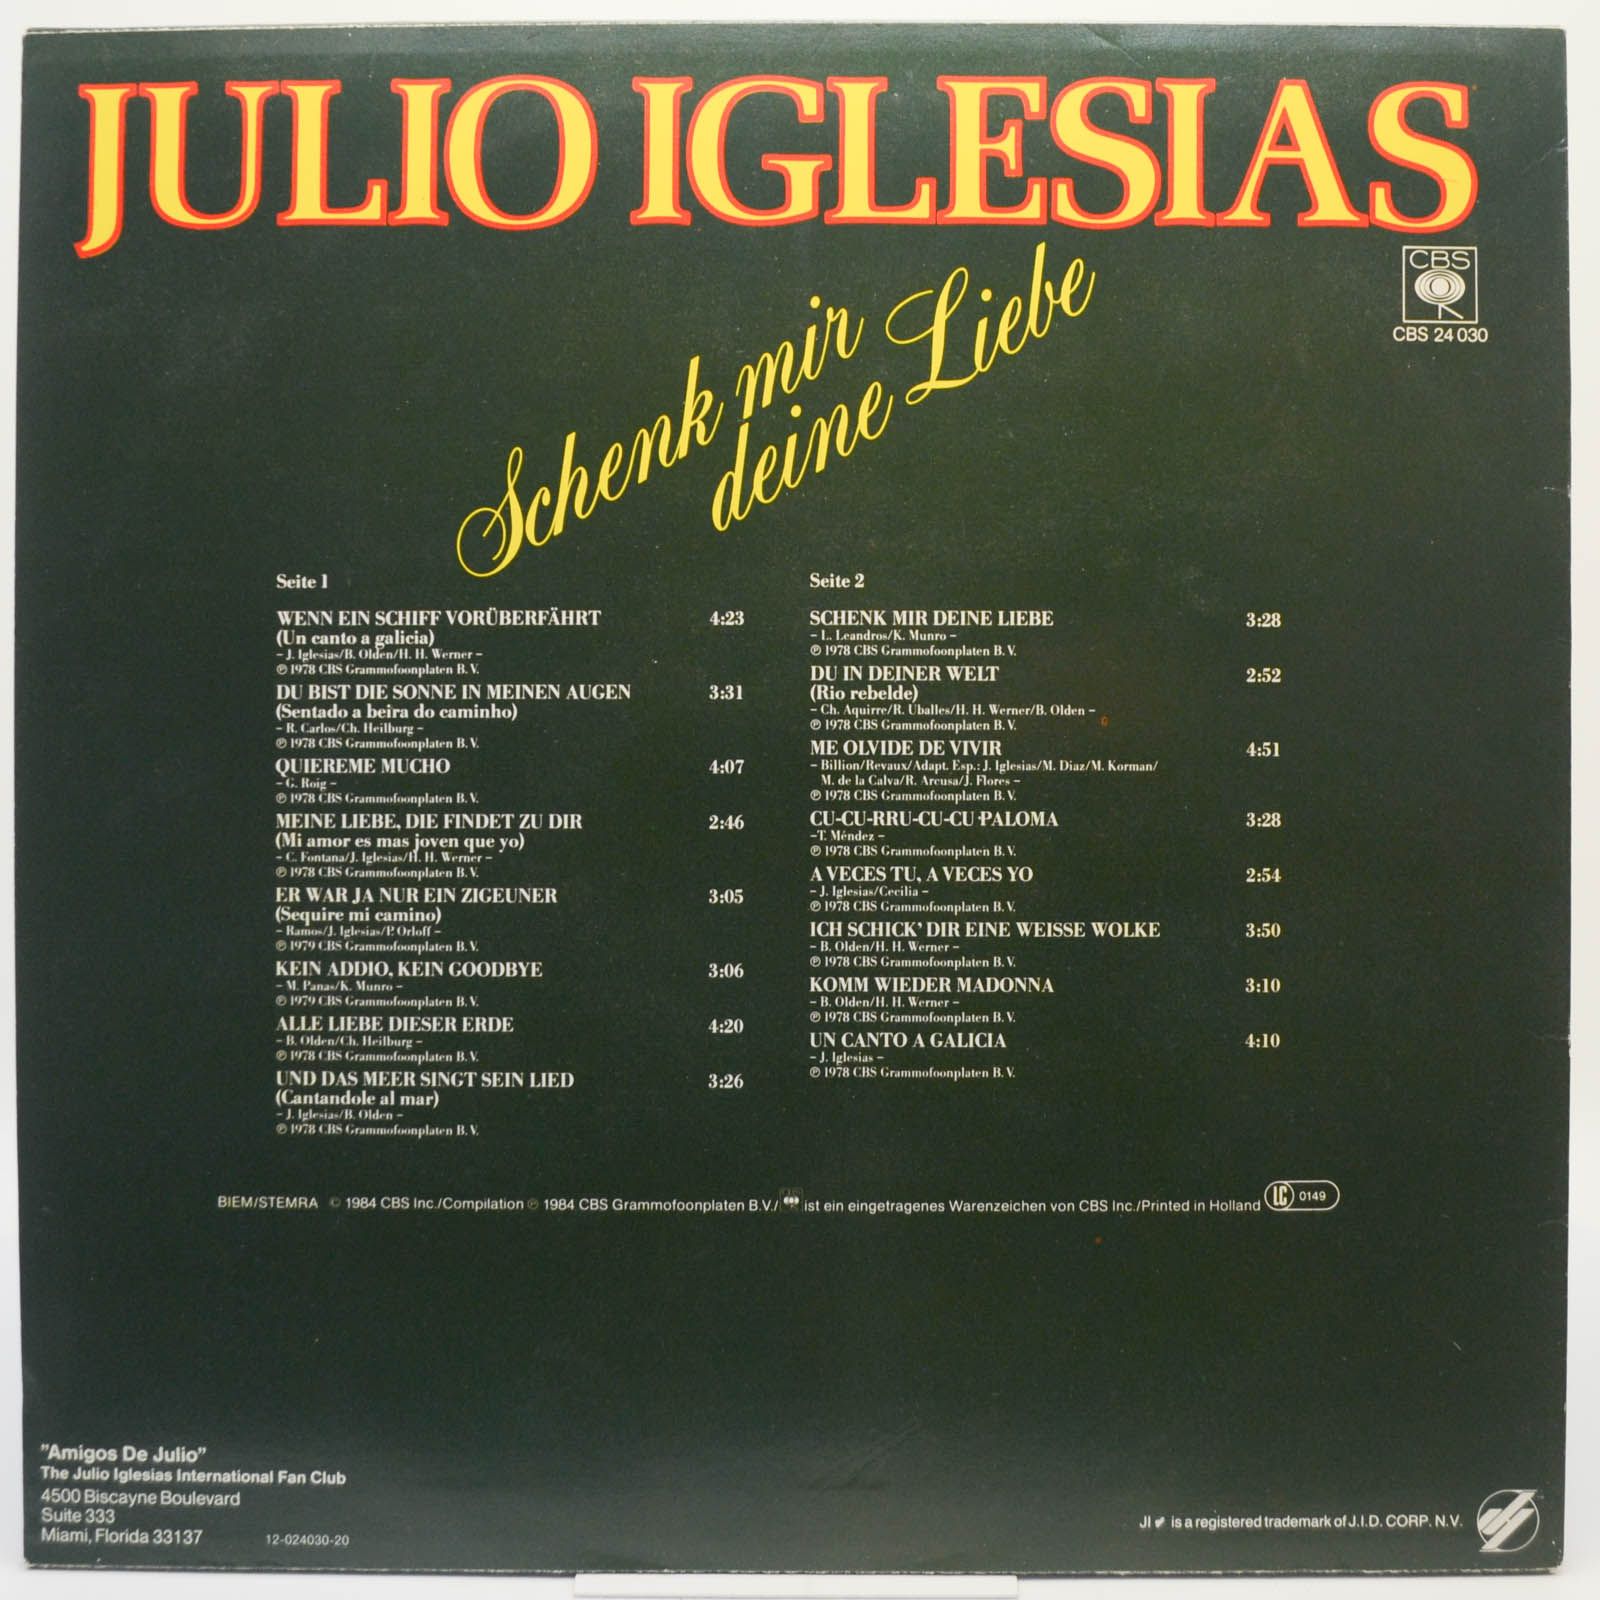 JULIO IGLESIAS
CBS
CBS 24 030
Schenk mir
deine Liebe
Seite 1
WENN EIN SCHIFF VORÜBERFÄHRT 4:23
(Un canto a galicia)
– J. Iglesias/B. Olden/H. H. Werner –
℗ 1978 CBS Grammofoonplaten B. V.
DU BIST DIE SONNE IN MEINEN AUGEN 3:31
(Sentado a beira do caminho)
– R. Carlos/Ch. Heilburg –
℗ 1978 CBS Grammofoonplaten B. V.
QUIEREME MUCHO 4:07
– G. Roig –
℗ 1978 CBS Grammofoonplaten B. V.
MEINE LIEBE, DIE FINDET ZU DIR 2:46
(Mi amor es mas joven que yo)
– C. Fontana/J. Iglesias/H. H. Werner –
℗ 1978 CBS Grammofoonplaten B. V.
ER WAR JA NUR EIN ZIGEUNER 3:05
(Sequire mi camino)
– Ramos/J. Iglesias/P. Orloff –
℗ 1979 CBS Grammofoonplaten B. V.
KEIN ADDIO, KEIN GOODBYE 3:06
– M. Panas/K. Munro –
℗ 1979 CBS Grammofoonplaten B. V.
ALLE LIEBE DIESER ERDE 4:20
– B. Olden/Ch. Heilburg –
℗ 1978 CBS Grammofoonplaten B. V.
UND DAS MEER SINGT SEIN LIED 3:26
(Cantandole al mar)
– J. Iglesias/B. Olden –
℗ 1978 CBS Grammofoonplaten B. V.
Seite 2
SCHENK MIR DEINE LIEBE 3:28
– L. Leandros/K. Munro –
℗ 1978 CBS Grammofoonplaten B. V.
DU IN DEINER WELT 2:52
(Rio rebelde)
– Ch. Aquirre/R. Uballes/H. H. Werner/B. Olden –
℗ 1978 CBS Grammofoonplaten B. V.
ME OLVIDE DE VIVIR 4:51
– Billion/Revaux/Adapt. Esp.: J. Iglesias/M. Diaz/M. Korman/
M. de la Calva/R. Arcusa/J. Flores –
℗ 1978 CBS Grammofoonplaten B. V.
CU-CU-RRU-CU-CU-PALOMA 3:28
–T. Méndez –
℗ 1978 CBS Grammofoonplaten B. V.
A VECES TU, A VECES YO 2:54
– J. Iglesias/Cecilia –
℗ 1978 CBS Grammofoonplaten B. V.
ICH SCHICK' DIR EINE WEISSE WOLKE 3:50
– B. Olden/H. H. Werner –
℗ 1978 CBS Grammofoonplaten B. V.
KOMM WIEDER MADONNA 3:10
– B. Olden/H. H. Werner –
℗ 1978 CBS Grammofoonplaten B. V.
UN CANTO A GALICIA 4:10
– J. Iglesias –
℗ 1978 CBS Grammofoonplaten B. V.
BIEM/STEMRA © 1984 CBS Inc./Compilation ℗ 1984 CBS Grammofoonplaten B.V./ ist ein eingetragenes Warenzeichen von CBS Inc./Printed in Holland LC 0149
"Amigos De Julio"
The Julio Iglesias International Fan Club
4500 Biscayne Boulevard
Suite 333
Miami, Florida 33137 12-024030-20
JI is a registered trademark of J.I.D. CORP. N.V.